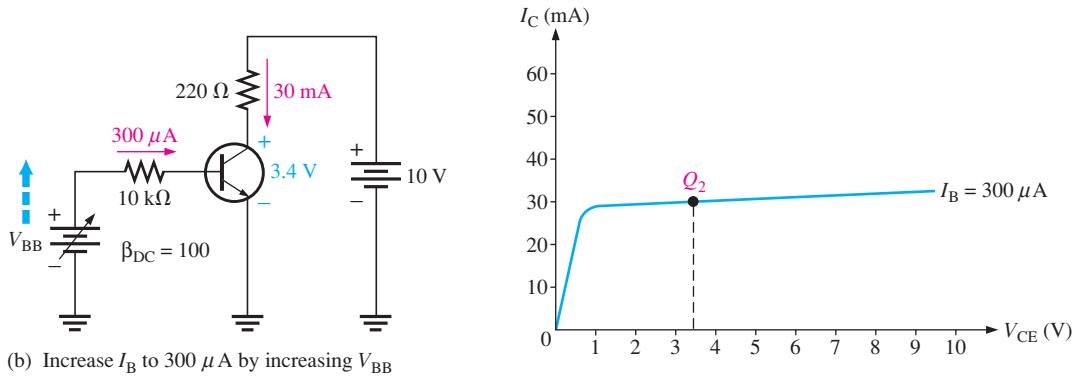 220 Ω
30 mA
300 μA
10 kΩ
+
3.4 V
–
+
10 V
–
+
V_BB
–
β_DC = 100
(b) Increase I_B to 300 μA by increasing V_BB
I_C (mA)
60
50
40
30
20
10
0
Q_2
I_B = 300 μA
1 2 3 4 5 6 7 8 9 10
V_CE (V)